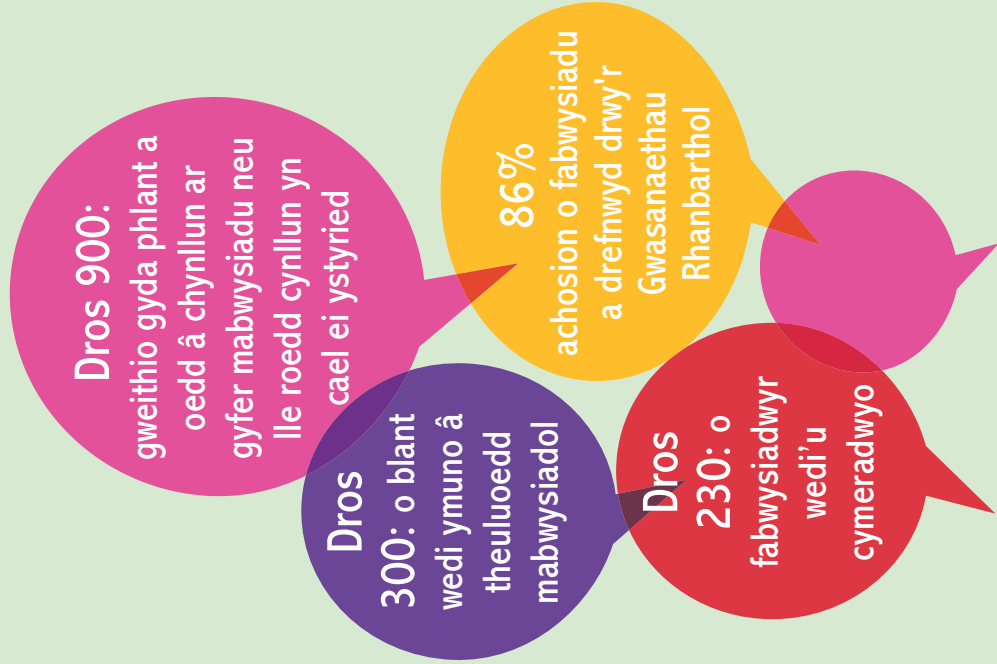 Dros 900:
gweithio gyda phlant a
oedd â chynllun ar
gyfer mabwysiadu neu
lle roedd cynllun yn
cael ei ystyried
Dros
300: o blant
wedi ymuno â
theuluoedd
mabwysiadol
86%
achosion o fabwysiadu
a drefnwyd drwy'r
Gwasanaethau
Rhanbarthol
Dros
230: o
fabwysiadwyr
wedi’u
cymeradwyo